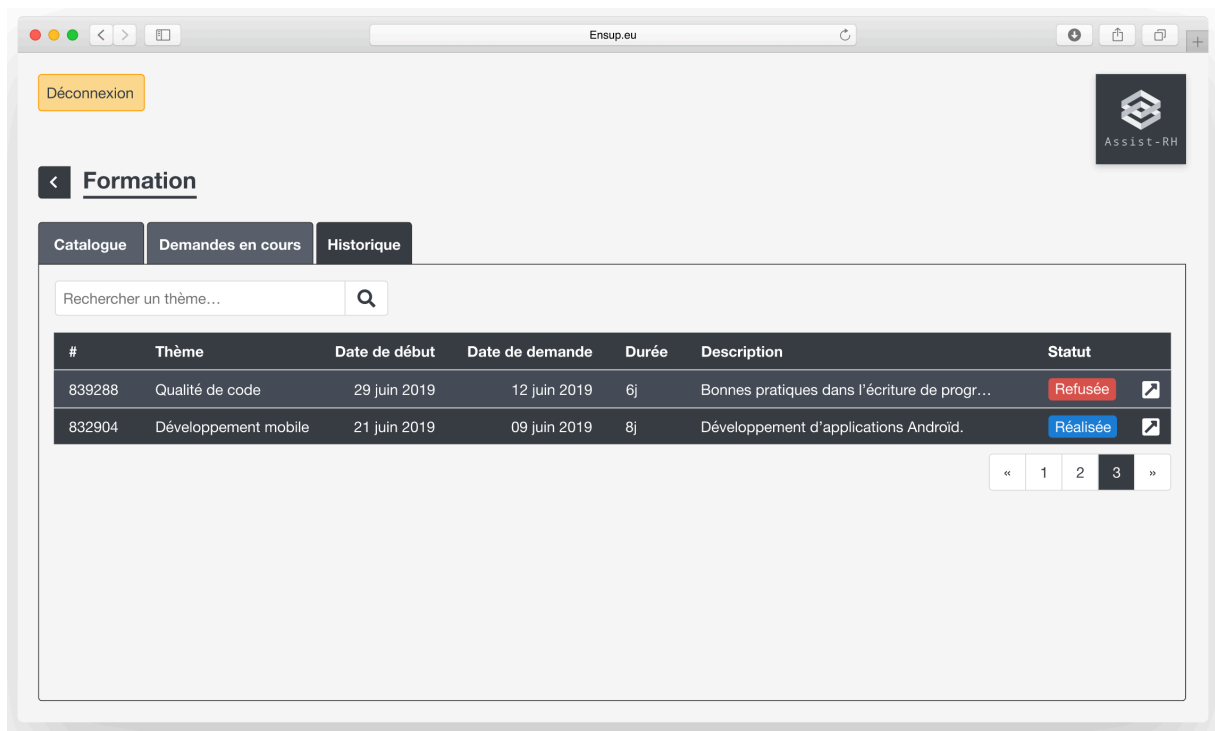 Ensup.eu
Déconnexion
Assist-RH
Formation
Catalogue Demandes en cours Historique
Rechercher un thème…
# Thème Date de début Date de demande Durée Description Statut
839288 Qualité de code 29 juin 2019 12 juin 2019 6j Bonnes pratiques dans l’écriture de progr… Refusée
832904 Développement mobile 21 juin 2019 09 juin 2019 8j Développement d’applications Androïd. Réalisée
« 1 2 3 »